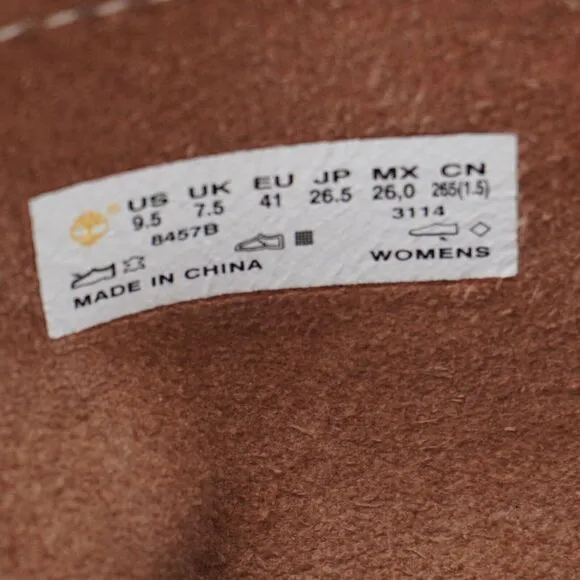 US UK EU JP MX CN
9.5 7.5 41 26.5 26,0 265(1.5)
8457B 3114
MADE IN CHINA WOMENS